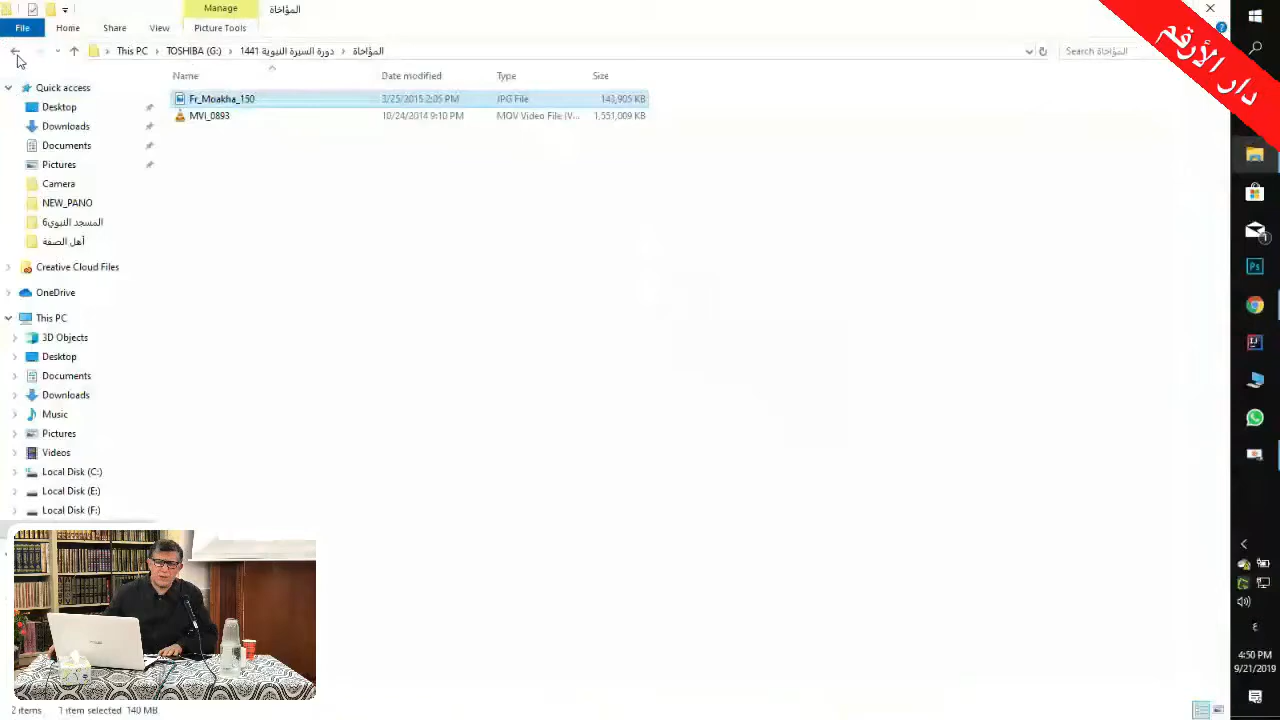 Manage
المؤاخاة
File
Home
Share
View
Picture Tools
This PC
TOSHIBA (G:)
دورة السيرة النبوية 1441
المؤاخاة
Search المؤاخاة
Name
Date modified
Type
Size
Fr_Moakha_150
3/25/2015 2:05 PM
JPG File
143,905 KB
MVI_0893
10/24/2014 9:10 PM
MOV Video File (V...
1,551,009 KB
Quick access
Desktop
Downloads
Documents
Pictures
Camera
NEW_PANO
المسجد النبوي6
أهل الصفة
Creative Cloud Files
OneDrive
This PC
3D Objects
Desktop
Documents
Downloads
Music
Pictures
Videos
Local Disk (C:)
Local Disk (E:)
Local Disk (F:)
2 items
1 item selected 140 MB
دار الأرقم
1
Ps
IJ
ع
4:50 PM
9/21/2019